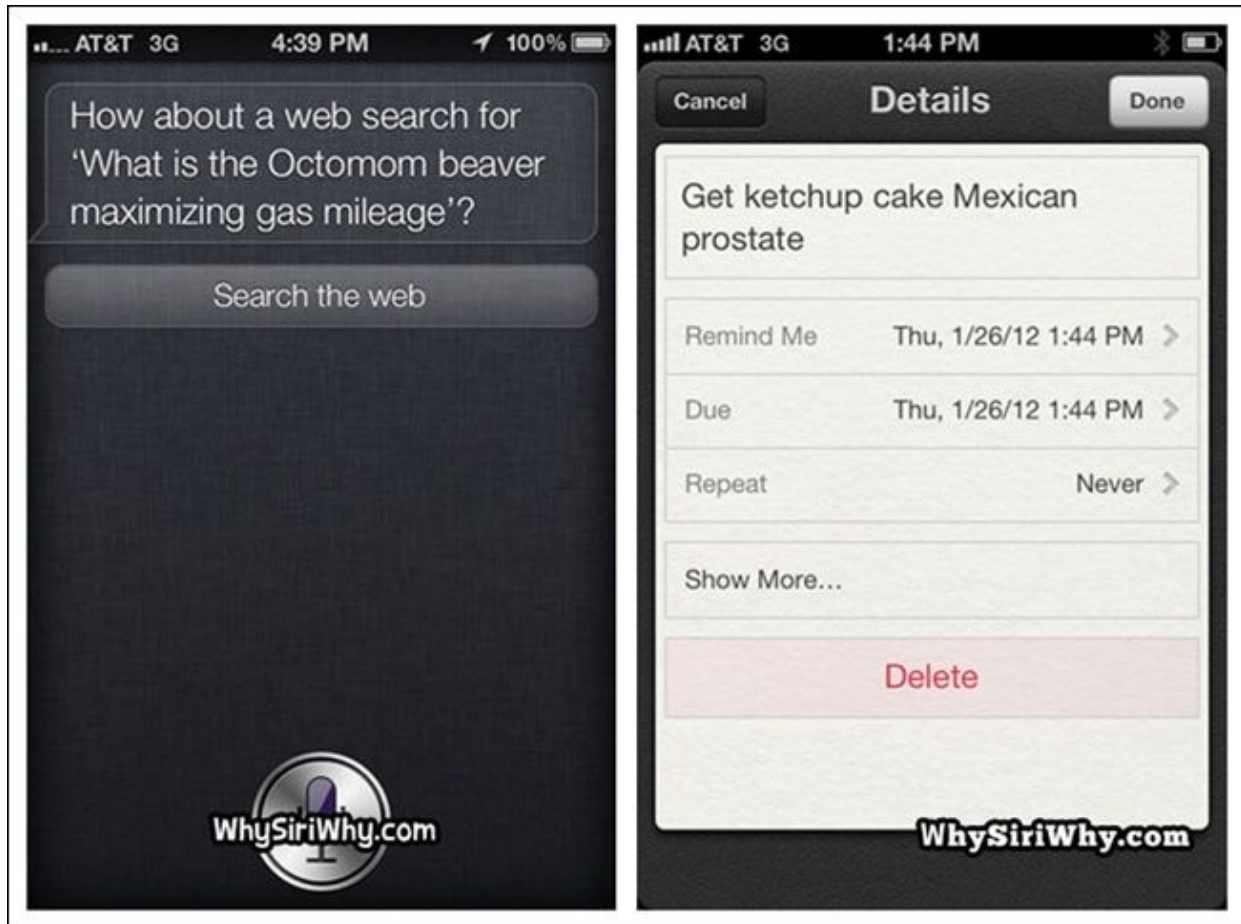 AT&T 3G 4:39 PM 100%
How about a web search for
‘What is the Octomom beaver
maximizing gas mileage’?
Search the web
WhySiriWhy.com
AT&T 3G 1:44 PM
Cancel Details Done
Get ketchup cake Mexican
prostate
Remind Me Thu, 1/26/12 1:44 PM
Due Thu, 1/26/12 1:44 PM
Repeat Never
Show More...
Delete
WhySiriWhy.com